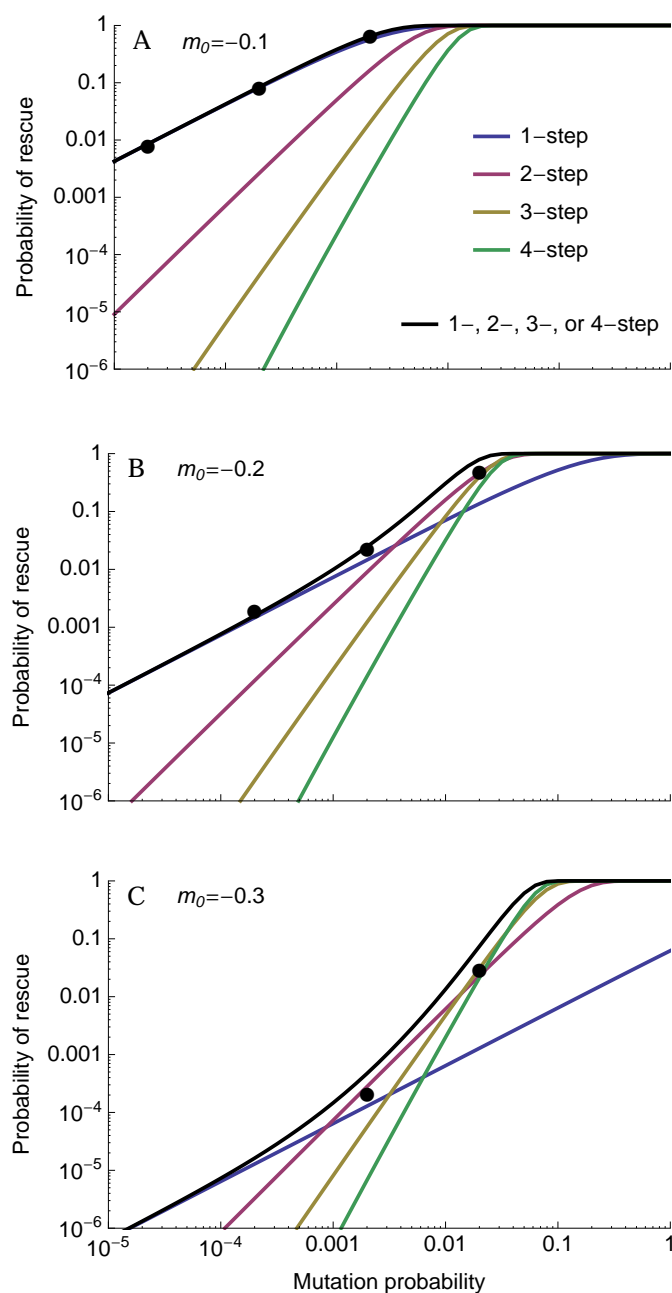 A m0=−0.1
1
0.1
0.01
0.001
10−4
10−5
10−6
Probability of rescue
1−step
2−step
3−step
4−step
1−, 2−, 3−, or 4−step
B m0=−0.2
1
0.1
0.01
0.001
10−4
10−5
10−6
Probability of rescue
C m0=−0.3
1
0.1
0.01
0.001
10−4
10−5
10−6
Probability of rescue
10−5 10−4 0.001 0.01 0.1 1
Mutation probability